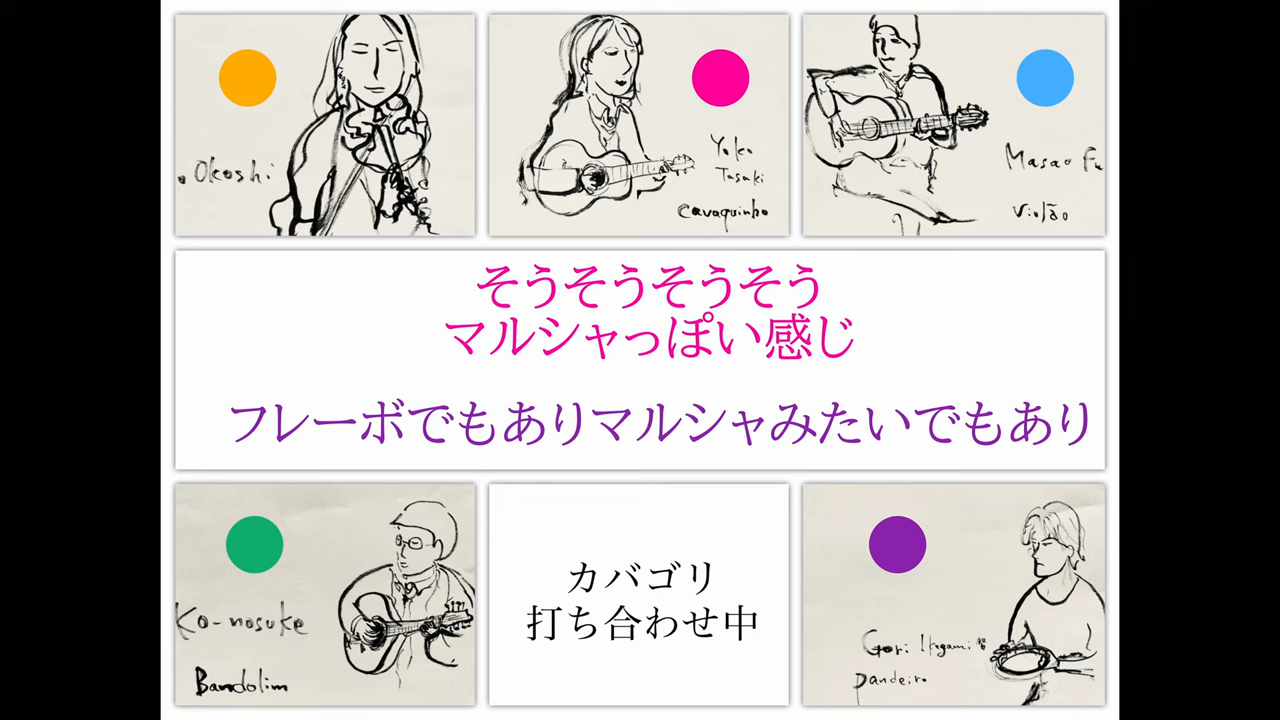 . Okoshi
Yoko
Tasaki
Cavaquinho
Masao Fu
Violão
そうそうそうそう
マルシャっぽい感じ
フレーボでもありマルシャみたいでもあり
Ko-nosuke
Bandolim
カバゴリ
打ち合わせ中
Gori Ikegami
Pandeiro